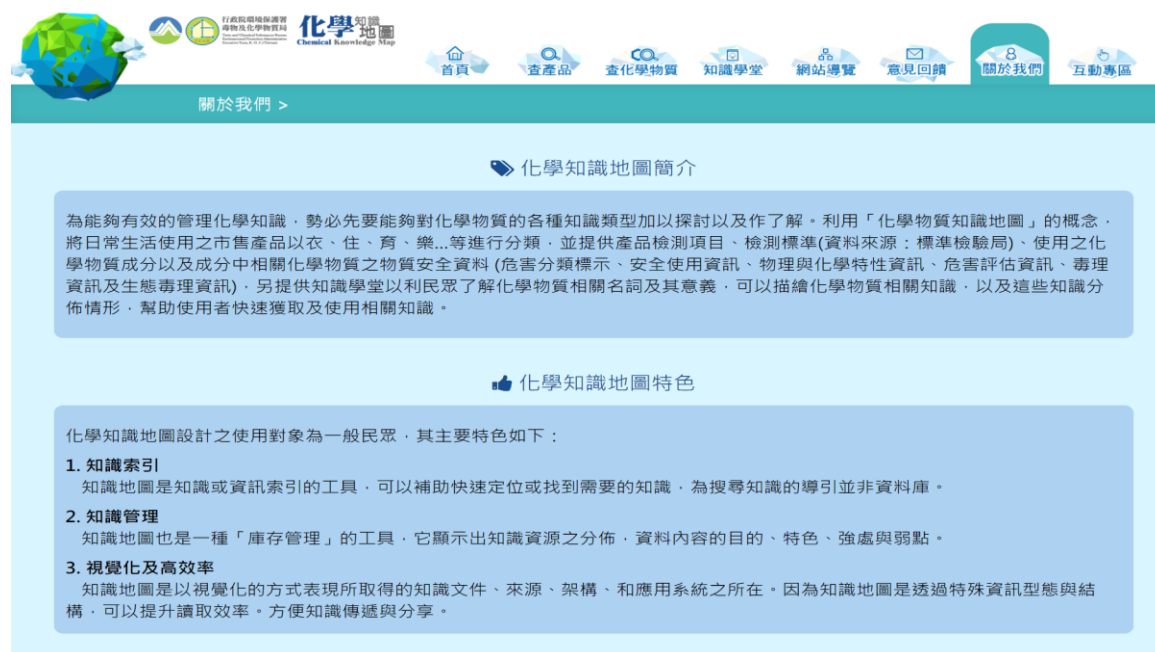 行政院環境保護署
毒物及化學物質局
化學知識地圖
Chemical Knowledge Map
首頁
查產品
查化學物質
知識學堂
網站導覽
意見回饋
關於我們
互動專區
關於我們 >
化學知識地圖簡介
為能夠有效的管理化學知識，勢必先要能夠對化學物質的各種知識類型加以探討以及作了解。利用「化學物質知識地圖」的概念，
將日常生活使用之市售產品以衣、住、育、樂...等進行分類，並提供產品檢測項目、檢測標準(資料來源：標準檢驗局)、使用之化
學物質成分以及成分中相關化學物質之物質安全資料 (危害分類標示、安全使用資訊、物理與化學特性資訊、危害評估資訊、毒理
資訊及生態毒理資訊)，另提供知識學堂以利民眾了解化學物質相關名詞及其意義，可以描繪化學物質相關知識，以及這些知識分
佈情形，幫助使用者快速獲取及使用相關知識。
化學知識地圖特色
化學知識地圖設計之使用對象為一般民眾，其主要特色如下：
1. 知識索引
知識地圖是知識或資訊索引的工具，可以補助快速定位或找到需要的知識，為搜尋知識的導引並非資料庫。
2. 知識管理
知識地圖也是一種「庫存管理」的工具，它顯示出知識資源之分佈，資料內容的目的、特色、強處與弱點。
3. 視覺化及高效率
知識地圖是以視覺化的方式表現所取得的知識文件、來源、架構、和應用系統之所在。因為知識地圖是透過特殊資訊型態與結
構，可以提升讀取效率。方便知識傳遞與分享。